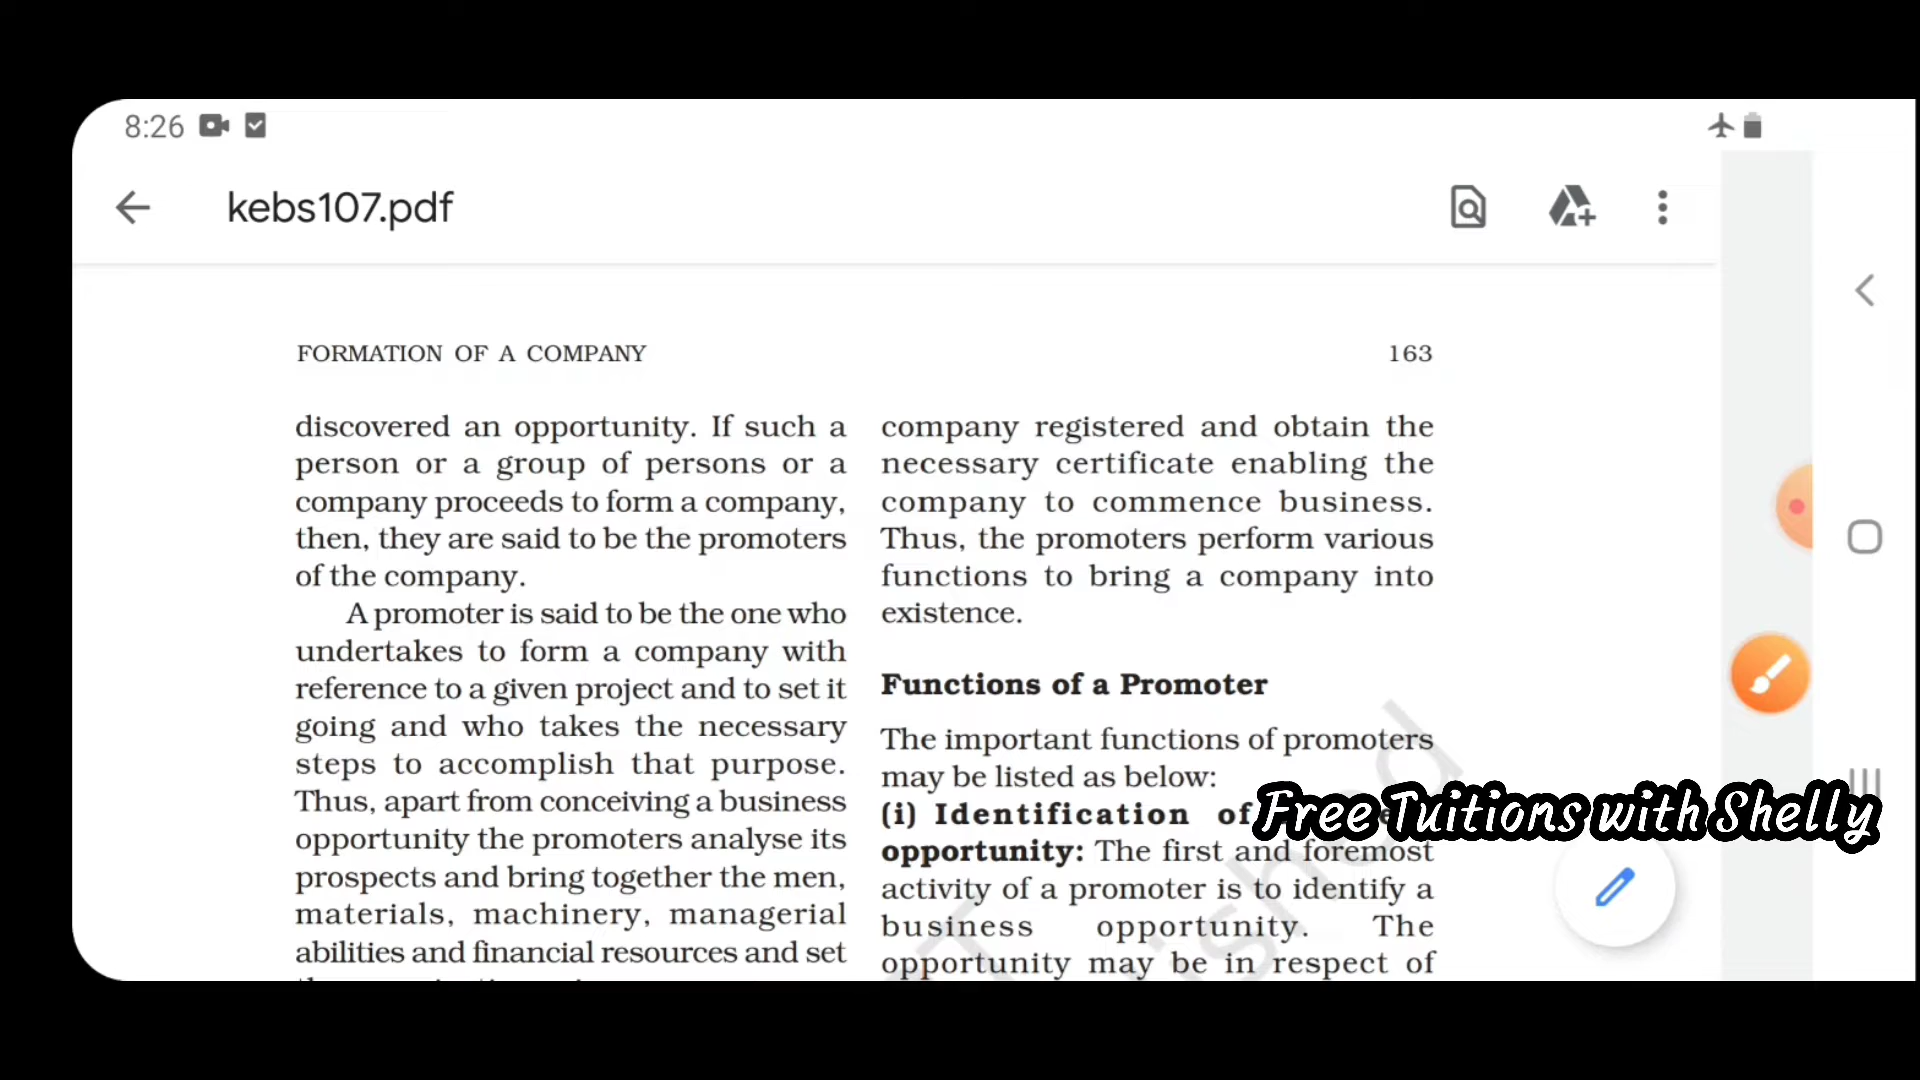 8:26
kebs107.pdf
FORMATION OF A COMPANY
163
discovered an opportunity. If such a
person or a group of persons or a
company proceeds to form a company,
then, they are said to be the promoters
of the company.
A promoter is said to be the one who
undertakes to form a company with
reference to a given project and to set it
going and who takes the necessary
steps to accomplish that purpose.
Thus, apart from conceiving a business
opportunity the promoters analyse its
prospects and bring together the men,
materials, machinery, managerial
abilities and financial resources and set
company registered and obtain the
necessary certificate enabling the
company to commence business.
Thus, the promoters perform various
functions to bring a company into
existence.
Functions of a Promoter
The important functions of promoters
may be listed as below:
(i) Identification of
opportunity: The first and foremost
activity of a promoter is to identify a
business opportunity. The
opportunity may be in respect of
Free Tuitions with Shelly